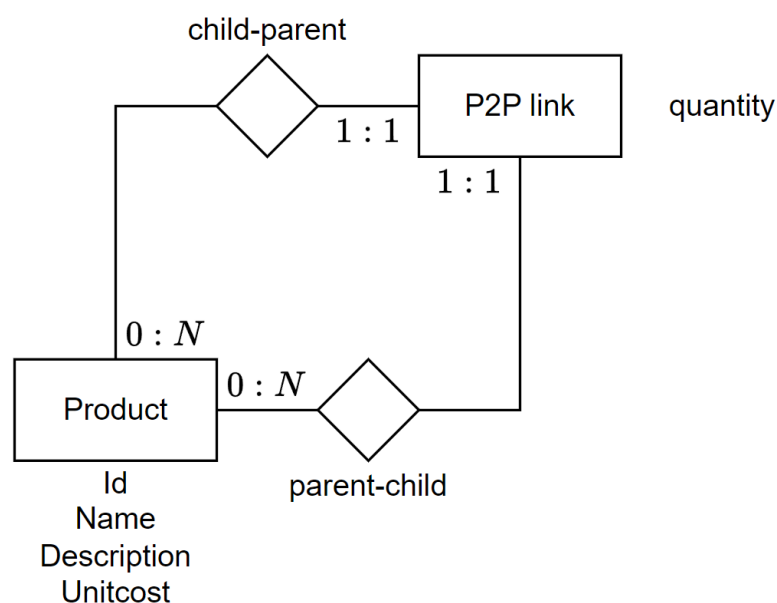 child-parent
P2P link
quantity
1 : 1
1 : 1
0 : N
0 : N
Product
Id
Name
Description
Unitcost
parent-child